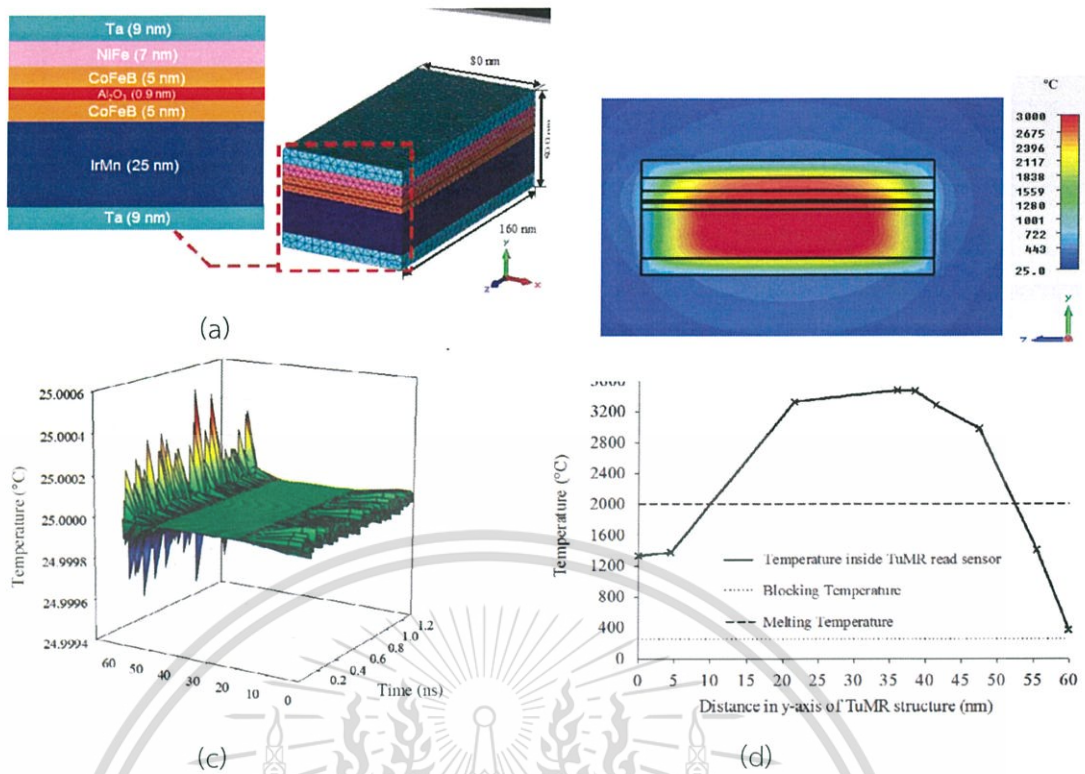 Ta (9 nm)
NiFe (7 nm)
CoFeB (5 nm)
Al₂O₃ (0.9 nm)
CoFeB (5 nm)
IrMn (25 nm)
Ta (9 nm)
80 nm
160 nm
y
z
x
(a)
°C
3000
2675
2396
2117
1838
1559
1280
1001
722
443
25.0
y
z
25.0006
25.0004
25.0002
25.0000
24.9998
24.9996
24.9994
Temperature (°C)
60
50
40
30
20
10
0
0.2
0.4
0.6
0.8
1.0
1.2
Time (ns)
(c)
3600
3200
2800
2400
2000
1600
1200
800
400
0
Temperature (°C)
Temperature inside TuMR read sensor
Blocking Temperature
Melting Temperature
0 5 10 15 20 25 30 35 40 45 50 55 60
Distance in y-axis of TuMR structure (nm)
(d)